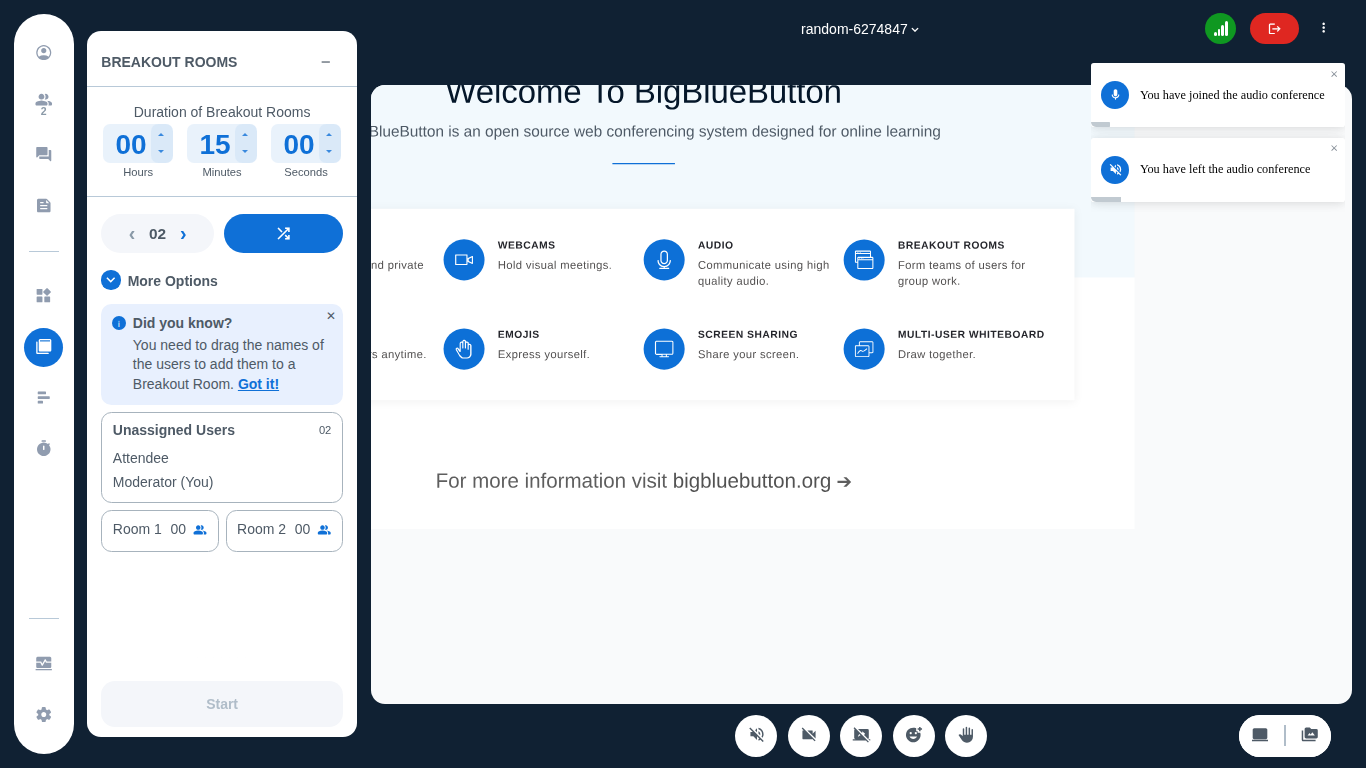 random-6274847
2
BREAKOUT ROOMS
Duration of Breakout Rooms
00 15 00
Hours Minutes Seconds
02
More Options
Did you know?
You need to drag the names of
the users to add them to a
Breakout Room. Got it!
Unassigned Users 02
Attendee
Moderator (You)
Room 1 00
Room 2 00
Start
Welcome To BigBlueButton
BlueButton is an open source web conferencing system designed for online learning
nd private
WEBCAMS
Hold visual meetings.
AUDIO
Communicate using high
quality audio.
BREAKOUT ROOMS
Form teams of users for
group work.
s anytime.
EMOJIS
Express yourself.
SCREEN SHARING
Share your screen.
MULTI-USER WHITEBOARD
Draw together.
For more information visit bigbluebutton.org ➔
You have joined the audio conference
You have left the audio conference